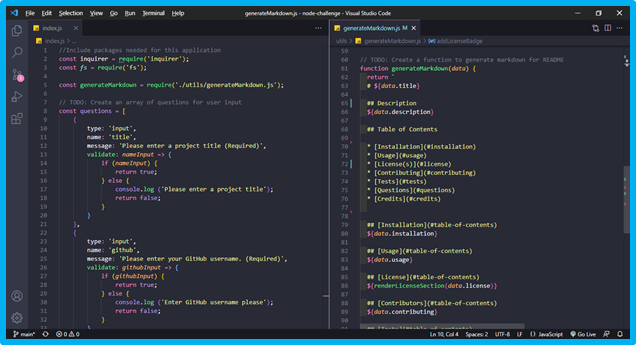 File Edit Selection View Go Run Terminal Help
generateMarkdown.js - node-challenge - Visual Studio Code
index.js
index.js > ...
1 //Include packages needed for this application
2 const inquirer = require('inquirer');
3 const fs = require('fs');
4
5 const generateMarkdown = require('./utils/generateMarkdown.js');
6
7 // TODO: Create an array of questions for user input
8 const questions = [
9 {
10 type: 'input',
11 name: 'title',
12 message: 'Please enter a project title (Required)',
13 validate: nameInput => {
14 if (nameInput) {
15 return true;
16 } else {
17 console.log ('Please enter a project title');
18 return false;
19 }
20 }
21 },
22 {
23 type: 'input',
24 name: 'github',
25 message: 'Please enter your GitHub username. (Required)',
26 validate: githubInput => {
27 if (githubInput) {
28 return true;
29 } else {
30 console.log ('Enter GitHub username please');
31 return false;
32 }
33 }
generateMarkdown.js M
utils > generateMarkdown.js > addLicenseBadge
59
60 // TODO: Create a function to generate markdown for README
61 function generateMarkdown(data) {
62 return `
63 # ${data.title}
64
65 ## Description
66 ${data.description}
67
68 ## Table of Contents
69
70 * [Installation](#installation)
71 * [Usage](#usage)
72 * [License(s)](#license)
73 * [Contributing](#contributing)
74 * [Tests](#tests)
75 * [Questions](#questions)
76 * [Credits](#credits)
77
78
79 ## [Installation](#table-of-contents)
80 ${data.installation}
81
82 ## [Usage](#table-of-contents)
83 ${data.usage}
84
85 ## [License](#table-of-contents)
86 ${renderLicenseSection(data.license)}
87
88 ## [Contributors](#table-of-contents)
89 ${data.contributing}
90
main* 0 0
Ln 10, Col 4 Spaces: 2 UTF-8 LF {} JavaScript Go Live